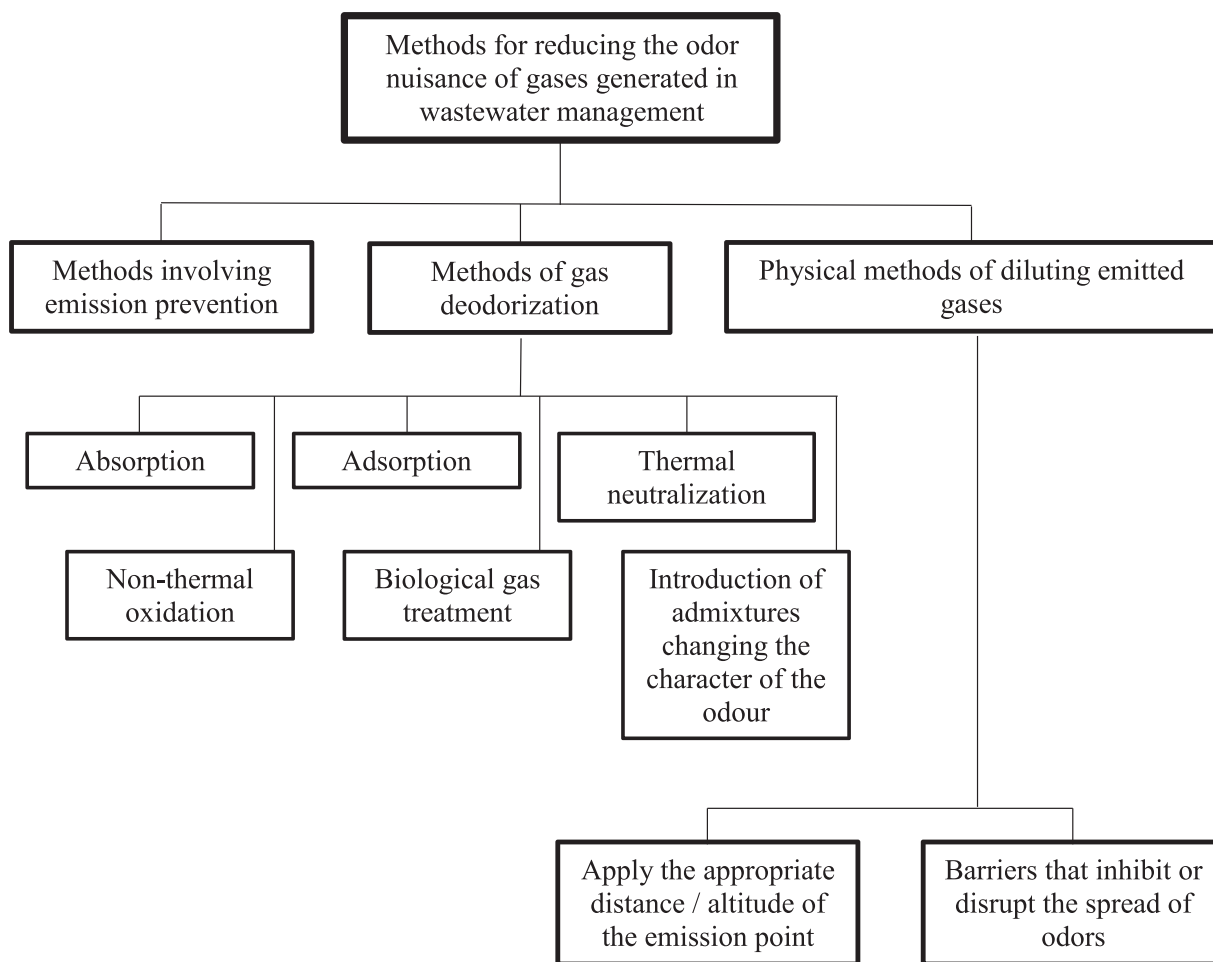 Methods for reducing the odor
nuisance of gases generated in
wastewater management
Methods involving
emission prevention
Methods of gas
deodorization
Physical methods of diluting emitted
gases
Absorption
Adsorption
Thermal
neutralization
Non-thermal
oxidation
Biological gas
treatment
Introduction of
admixtures
changing the
character of the
odour
Apply the appropriate
distance / altitude of
the emission point
Barriers that inhibit or
disrupt the spread of
odors